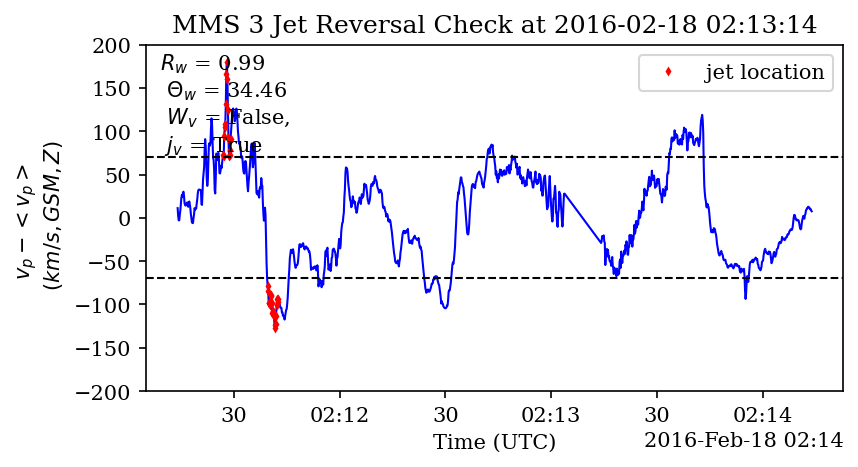 MMS 3 Jet Reversal Check at 2016-02-18 02:13:14
200
150
100
50
0
−50
−100
−150
−200
v_p − < v_p >
(km/s, GSM, Z)
R_w = 0.99
Θ_w = 34.46
W_v = False,
j_v = True
jet location
30 02:12 30 02:13 30 02:14
Time (UTC)
2016-Feb-18 02:14